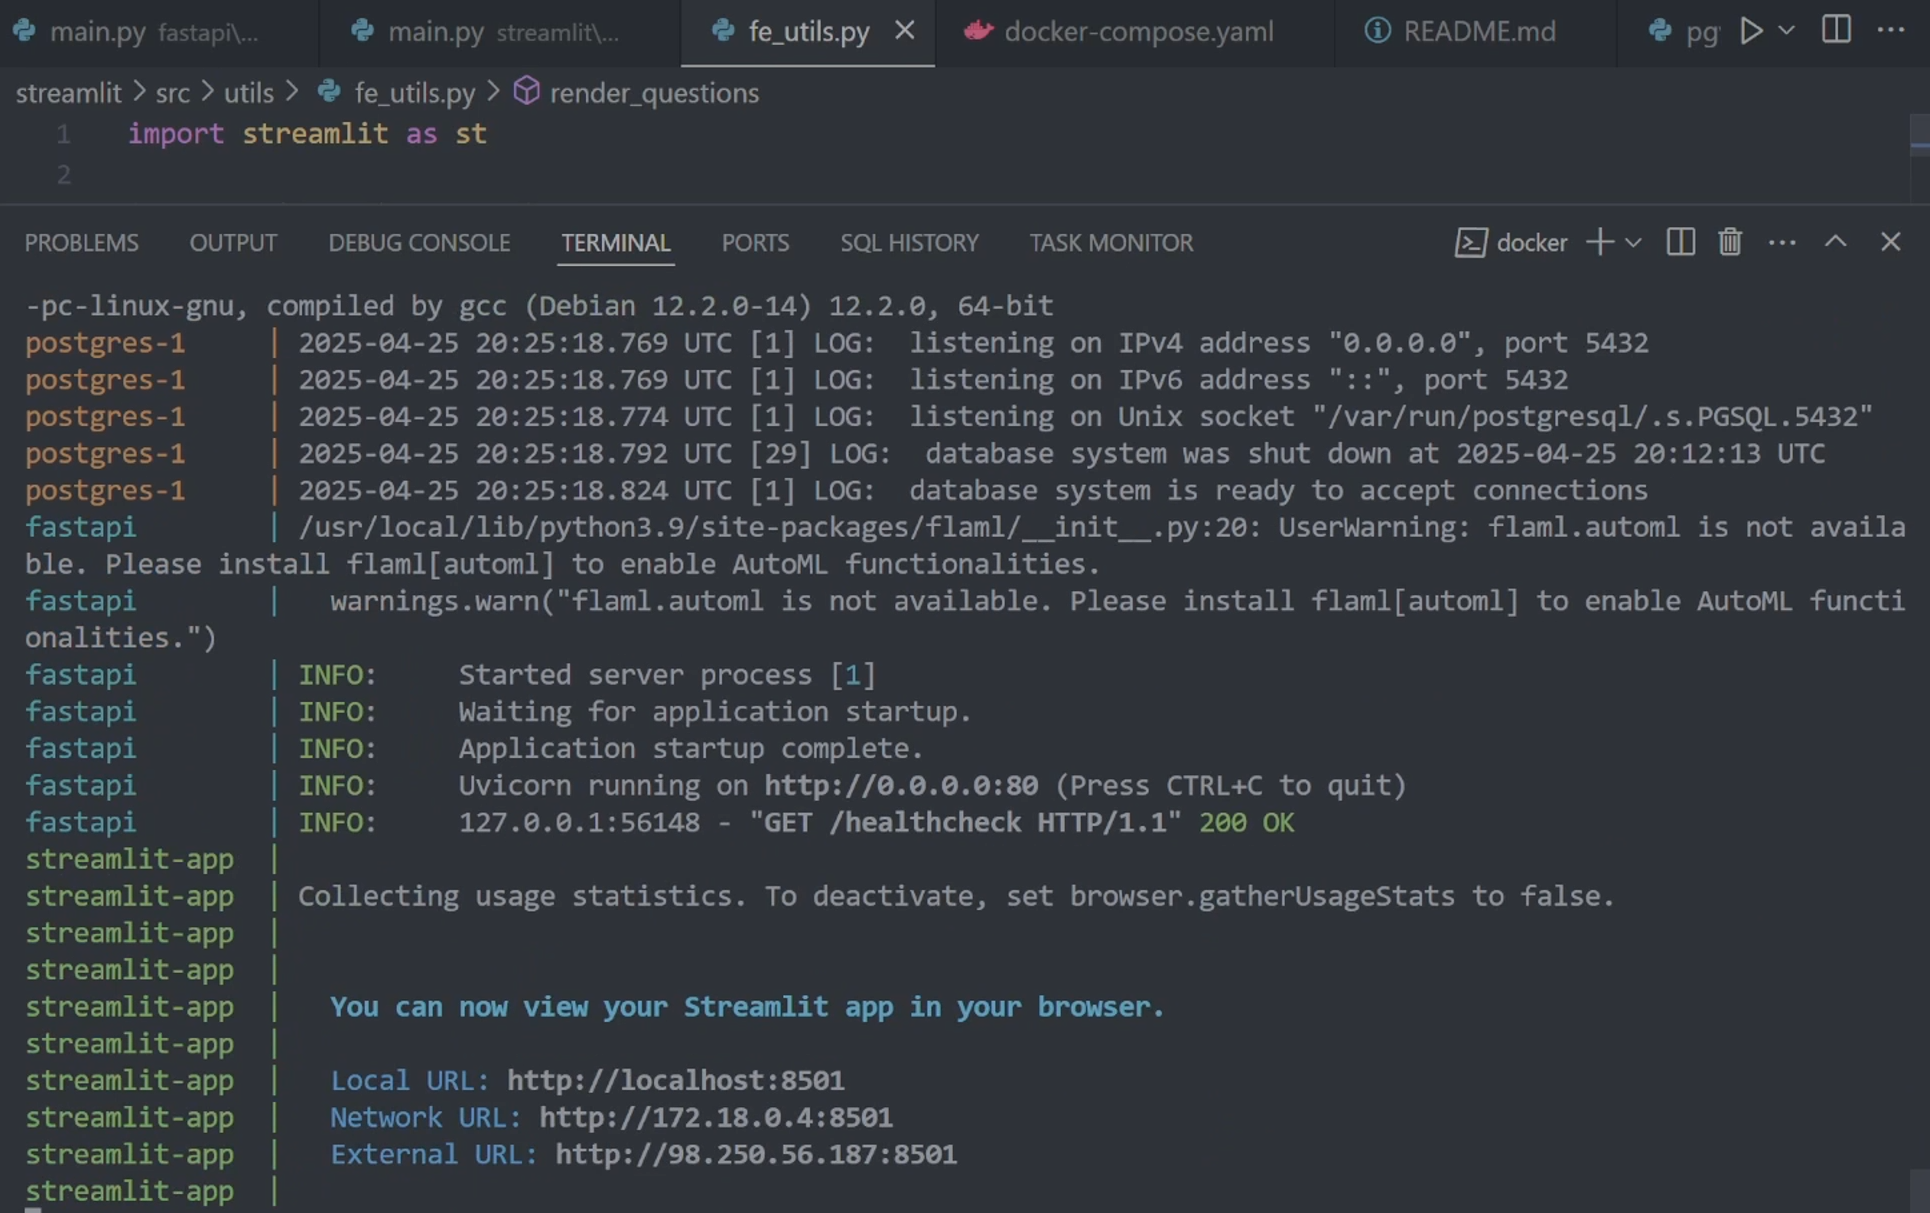 main.py fastapi\... main.py streamlit\... fe_utils.py docker-compose.yaml README.md pg
streamlit > src > utils > fe_utils.py > render_questions
1 import streamlit as st
2
PROBLEMS OUTPUT DEBUG CONSOLE TERMINAL PORTS SQL HISTORY TASK MONITOR docker
-pc-linux-gnu, compiled by gcc (Debian 12.2.0-14) 12.2.0, 64-bit
postgres-1 | 2025-04-25 20:25:18.769 UTC [1] LOG: listening on IPv4 address "0.0.0.0", port 5432
postgres-1 | 2025-04-25 20:25:18.769 UTC [1] LOG: listening on IPv6 address "::", port 5432
postgres-1 | 2025-04-25 20:25:18.774 UTC [1] LOG: listening on Unix socket "/var/run/postgresql/.s.PGSQL.5432"
postgres-1 | 2025-04-25 20:25:18.792 UTC [29] LOG: database system was shut down at 2025-04-25 20:12:13 UTC
postgres-1 | 2025-04-25 20:25:18.824 UTC [1] LOG: database system is ready to accept connections
fastapi | /usr/local/lib/python3.9/site-packages/flaml/__init__.py:20: UserWarning: flaml.automl is not availa
ble. Please install flaml[automl] to enable AutoML functionalities.
fastapi | warnings.warn("flaml.automl is not available. Please install flaml[automl] to enable AutoML functi
onalities.")
fastapi | INFO: Started server process [1]
fastapi | INFO: Waiting for application startup.
fastapi | INFO: Application startup complete.
fastapi | INFO: Uvicorn running on http://0.0.0.0:80 (Press CTRL+C to quit)
fastapi | INFO: 127.0.0.1:56148 - "GET /healthcheck HTTP/1.1" 200 OK
streamlit-app |
streamlit-app | Collecting usage statistics. To deactivate, set browser.gatherUsageStats to false.
streamlit-app |
streamlit-app |
streamlit-app | You can now view your Streamlit app in your browser.
streamlit-app |
streamlit-app | Local URL: http://localhost:8501
streamlit-app | Network URL: http://172.18.0.4:8501
streamlit-app | External URL: http://98.250.56.187:8501
streamlit-app |